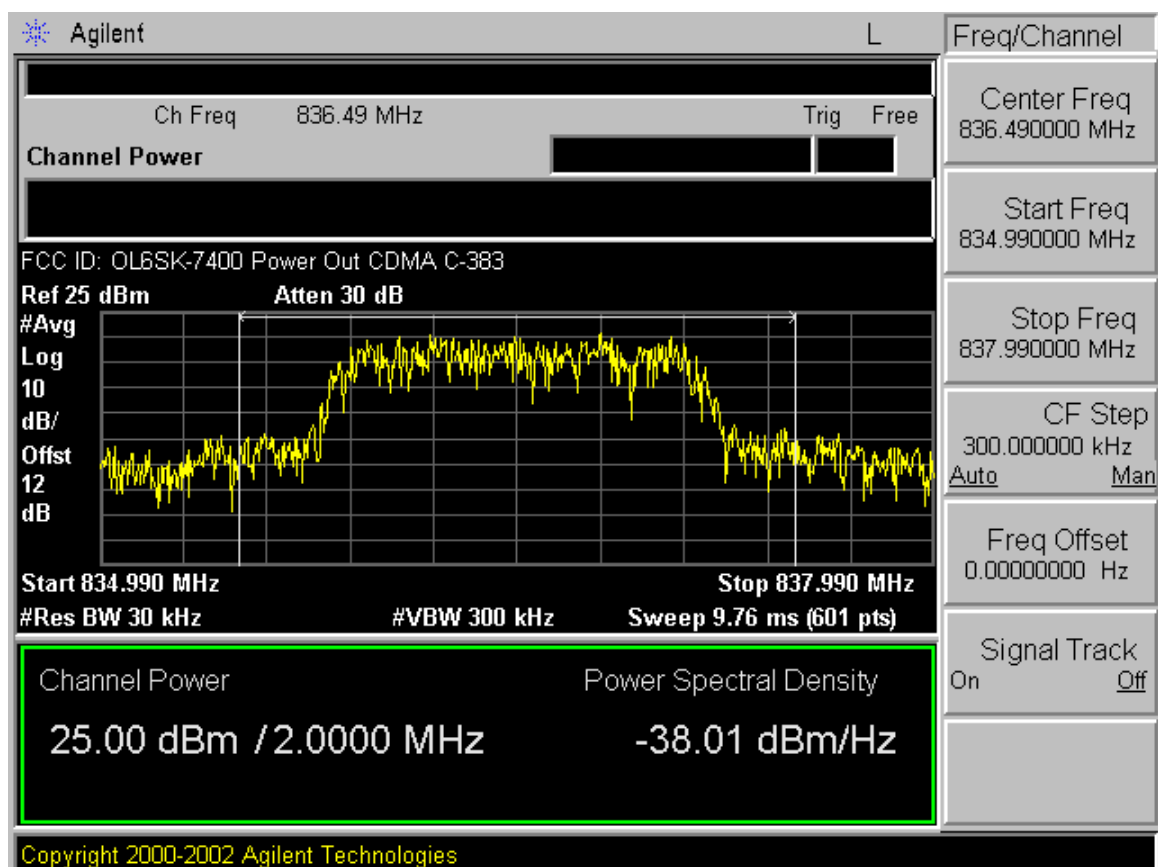 Agilent L Freq/Channel
Ch Freq 836.49 MHz Trig Free
Channel Power
FCC ID: OL6SK-7400 Power Out CDMA C-383
Ref 25 dBm Atten 30 dB
#Avg
Log
10
dB/
Offst
12
dB
Start 834.990 MHz Stop 837.990 MHz
#Res BW 30 kHz #VBW 300 kHz Sweep 9.76 ms (601 pts)
Channel Power Power Spectral Density
25.00 dBm / 2.0000 MHz -38.01 dBm/Hz
Copyright 2000-2002 Agilent Technologies
Center Freq
836.490000 MHz
Start Freq
834.990000 MHz
Stop Freq
837.990000 MHz
CF Step
300.000000 kHz
Auto Man
Freq Offset
0.00000000 Hz
Signal Track
On Off